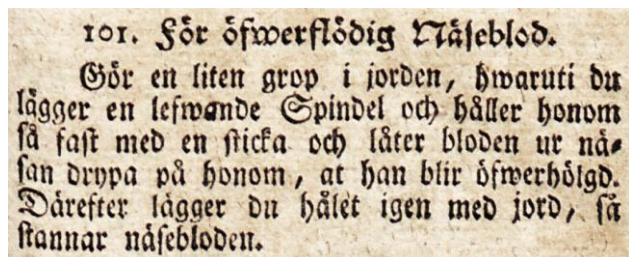 101. För öfwerflödig Näseblod.
Gör en liten grop i jorden, hwaruti du
lägger en lefwande Spindel och håller honom
så fast med en sticka och låter bloden ur nä-
san drypa på honom, at han blir öfwerhölgd.
Därefter lägger du hålet igen med jord, så
stannar näsebloden.